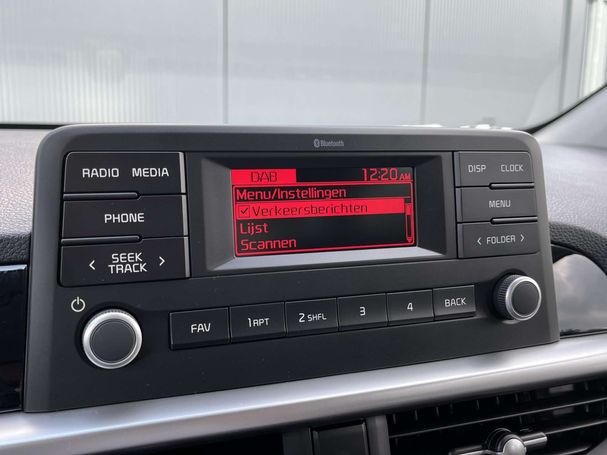 Bluetooth
RADIO MEDIA
PHONE
< SEEK TRACK >
DAB 12:20 AM
Menu/Instellingen
Verkeersberichten
Lijst
Scannen
DISP CLOCK
MENU
< FOLDER >
FAV 1 RPT 2 SHFL 3 4 BACK